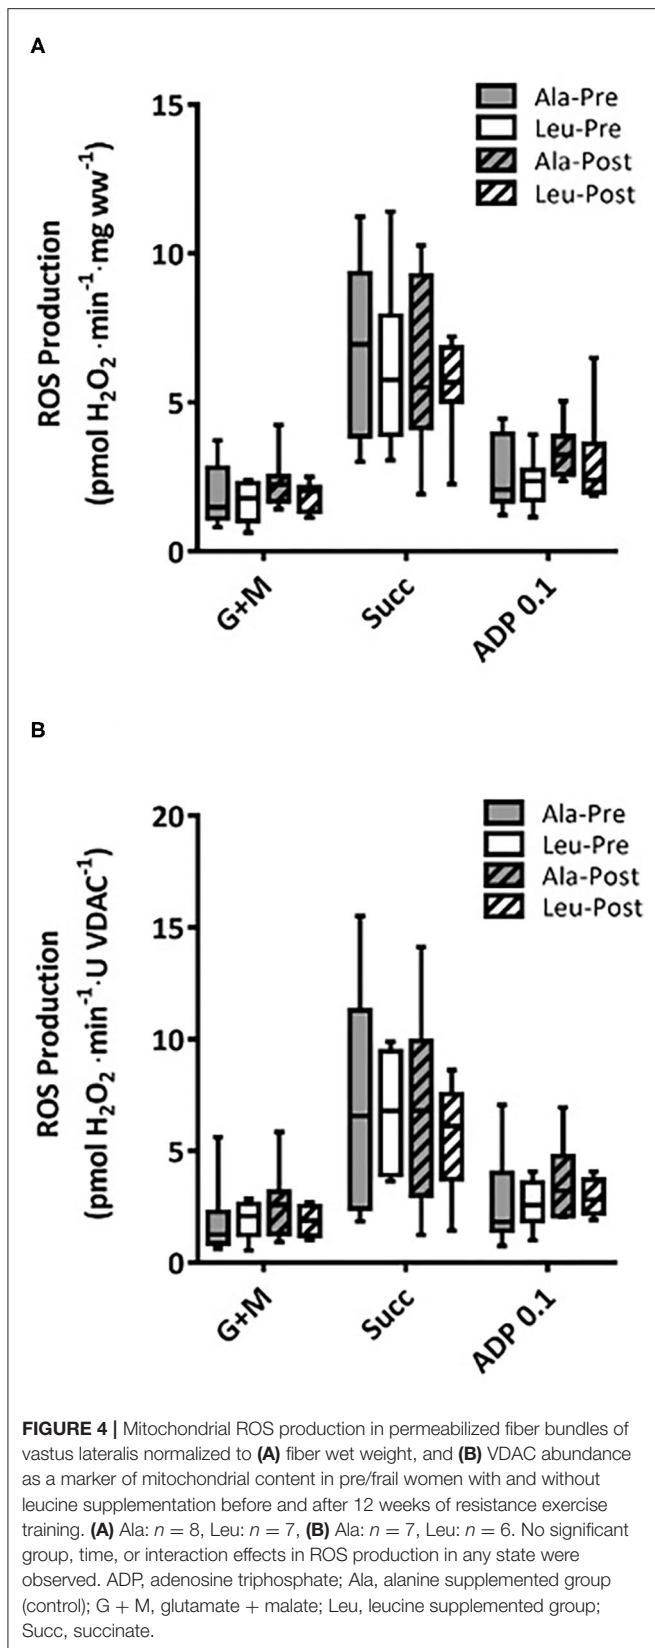 A
15
10
5
0
ROS Production
(pmol H₂O₂ ·min⁻¹·mg ww⁻¹)
Ala-Pre
Leu-Pre
Ala-Post
Leu-Post
G+M
Succ
ADP 0.1
B
20
15
10
5
0
ROS Production
(pmol H₂O₂ ·min⁻¹·U VDAC⁻¹)
Ala-Pre
Leu-Pre
Ala-Post
Leu-Post
G+M
Succ
ADP 0.1
FIGURE 4 | Mitochondrial ROS production in permeabilized fiber bundles of
vastus lateralis normalized to (A) fiber wet weight, and (B) VDAC abundance
as a marker of mitochondrial content in pre/frail women with and without
leucine supplementation before and after 12 weeks of resistance exercise
training. (A) Ala: n = 8, Leu: n = 7, (B) Ala: n = 7, Leu: n = 6. No significant
group, time, or interaction effects in ROS production in any state were
observed. ADP, adenosine triphosphate; Ala, alanine supplemented group
(control); G + M, glutamate + malate; Leu, leucine supplemented group;
Succ, succinate.